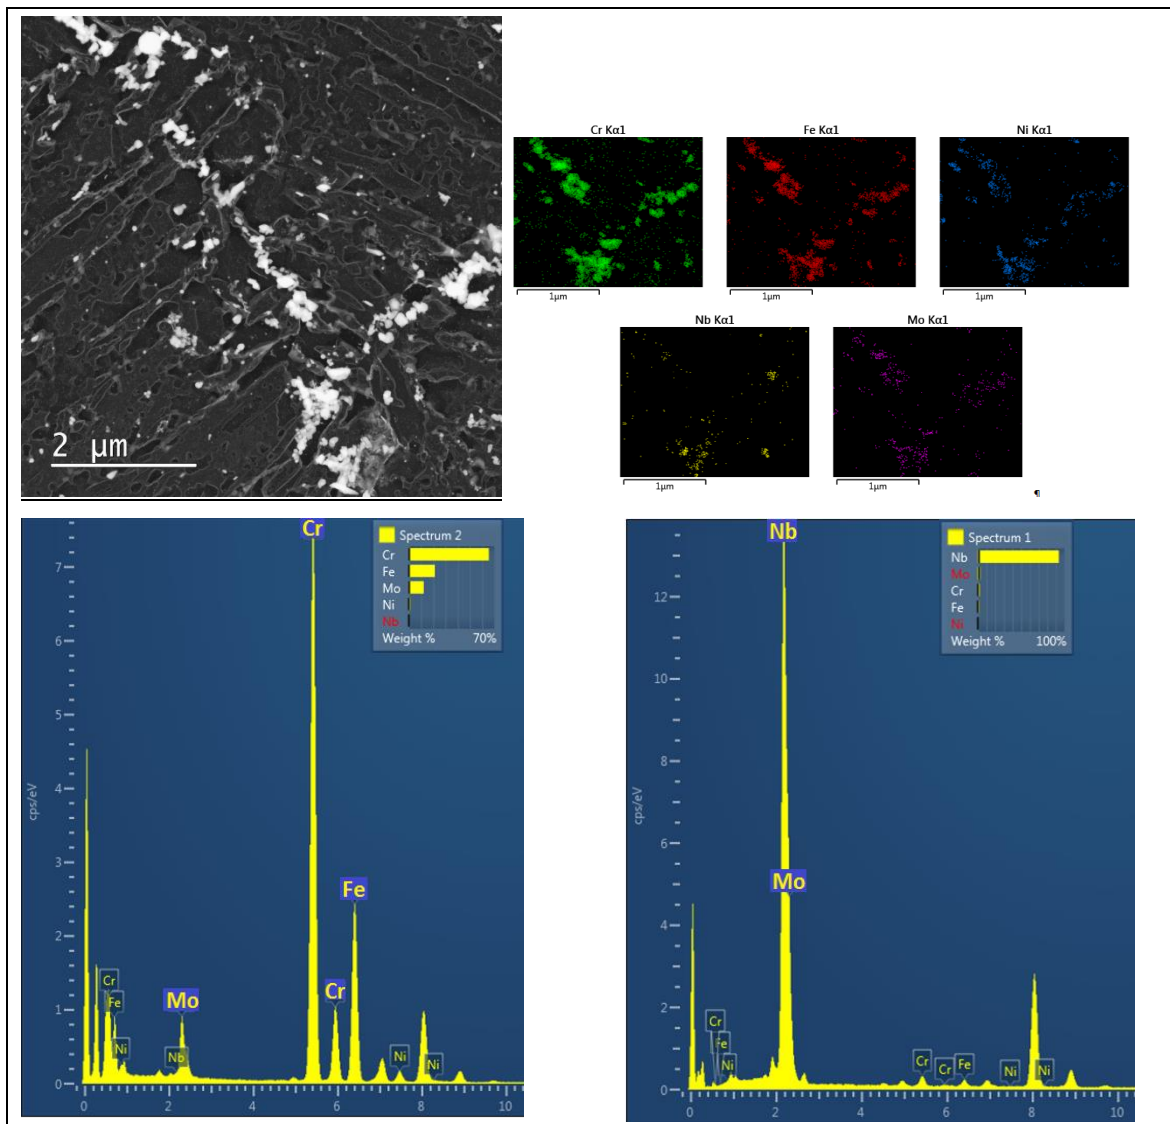 2 µm
Cr Kα1
1µm
Fe Kα1
1µm
Ni Kα1
1µm
Nb Kα1
1µm
Mo Kα1
1µm
¶
Cr
Spectrum 2
Cr
Fe
Mo
Ni
Nb
Weight % 70%
7
6
5
4
3
2
1
0
cps/eV
Fe
Cr
Mo
Cr
Fe
Ni
Nb
Ni
Ni
0 2 4 6 8 10
Nb
Spectrum 1
Nb
Mo
Cr
Fe
Ni
Weight % 100%
12
10
8
6
4
2
0
cps/eV
Mo
Cr
Fe
Ni
Cr
Cr
Fe
Ni
Ni
0 2 4 6 8 10